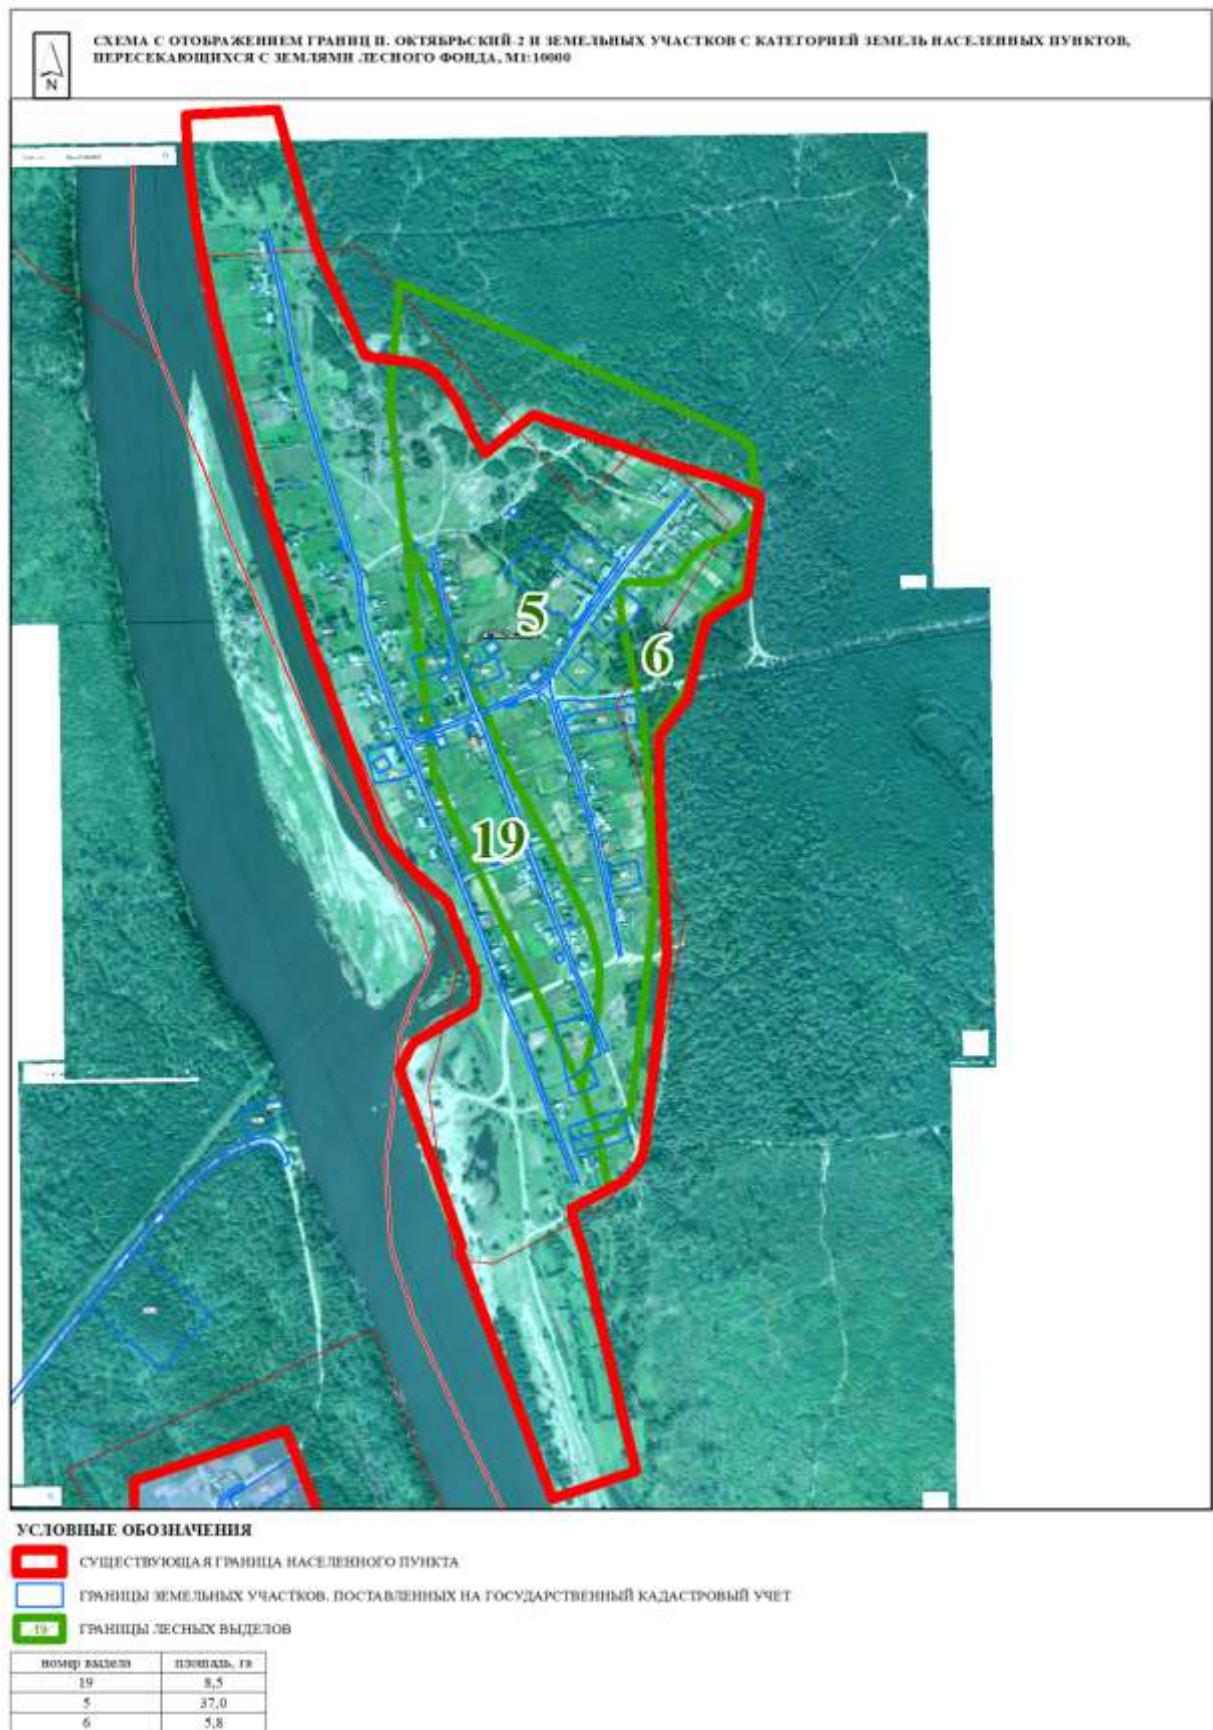 СХЕМА С ОТОБРАЖЕНИЕМ ГРАНИЦ П. ОКТЯБРЬСКИЙ-2 И ЗЕМЕЛЬНЫХ УЧАСТКОВ С КАТЕГОРИЕЙ ЗЕМЕЛЬ НАСЕЛЕННЫХ ПУНКТОВ,
ПЕРЕСЕКАЮЩИХСЯ С ЗЕМЛЯМИ ЛЕСНОГО ФОНДА, М1:10000
N
5
6
19
УСЛОВНЫЕ ОБОЗНАЧЕНИЯ
СУЩЕСТВУЮЩАЯ ГРАНИЦА НАСЕЛЕННОГО ПУНКТА
ГРАНИЦЫ ЗЕМЕЛЬНЫХ УЧАСТКОВ, ПОСТАВЛЕННЫХ НА ГОСУДАРСТВЕННЫЙ КАДАСТРОВЫЙ УЧЕТ
19 ГРАНИЦЫ ЛЕСНЫХ ВЫДЕЛОВ
номер выдела площадь, га
19 8,5
5 37,0
6 5,8